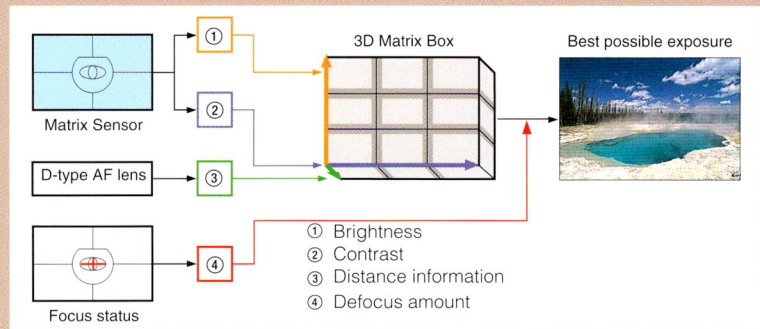 3D Matrix Box
Best possible exposure
①
②
Matrix Sensor
D-type AF lens
③
④
Focus status
① Brightness
② Contrast
③ Distance information
④ Defocus amount